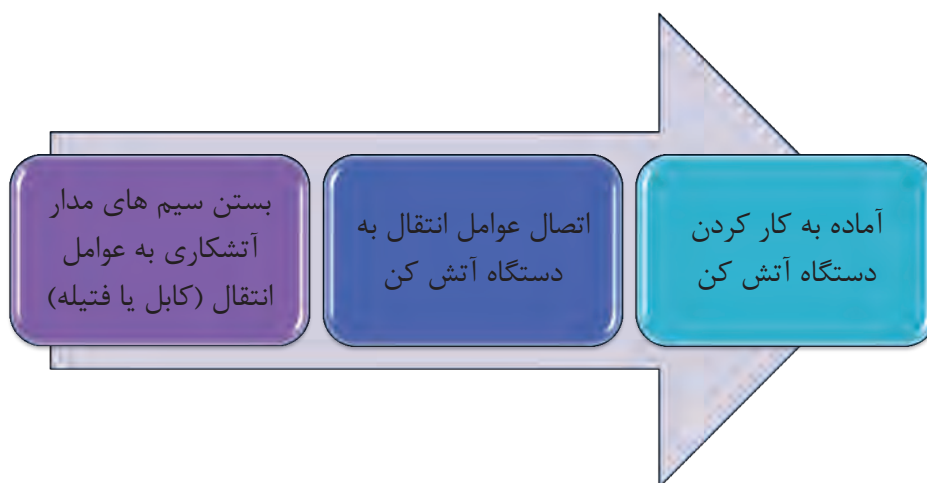 بستن سیم های مدار
آتشکاری به عوامل
انتقال (کابل یا فتیله)
اتصال عوامل انتقال به
دستگاه آتش کن
آماده به کار کردن
دستگاه آتش کن